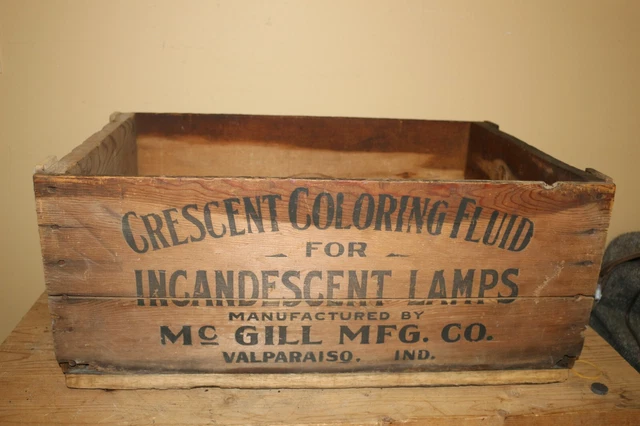 CRESCENT COLORING FLUID
FOR
INCANDESCENT LAMPS
MANUFACTURED BY
Mc GILL MFG. CO.
VALPARAISO. IND.